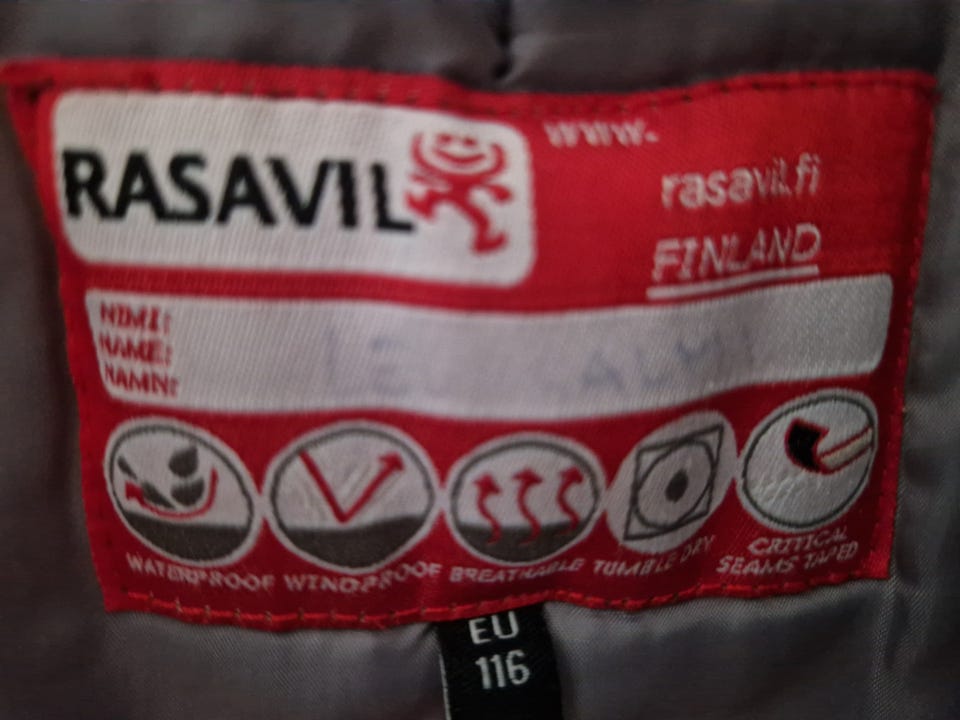 RASAVIL
www.
rasavil.fi
FINLAND
NIMI:
NAME:
NAMN:
WATERPROOF WINDPROOF BREATHABLE TUMBLE DRY
CRITICAL
SEAMS TAPED
EU
116